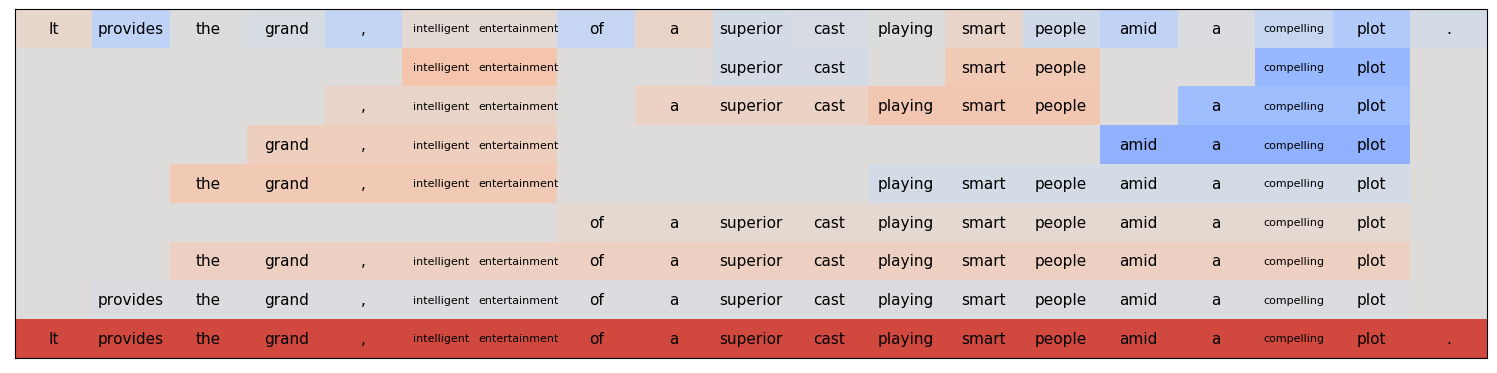 It provides the grand , intelligent entertainment of a superior cast playing smart people amid a compelling plot .
intelligent entertainment superior cast smart people compelling plot
, intelligent entertainment a superior cast playing smart people a compelling plot
grand , intelligent entertainment amid a compelling plot
the grand , intelligent entertainment playing smart people amid a compelling plot
of a superior cast playing smart people amid a compelling plot
the grand , intelligent entertainment of a superior cast playing smart people amid a compelling plot
provides the grand , intelligent entertainment of a superior cast playing smart people amid a compelling plot
It provides the grand , intelligent entertainment of a superior cast playing smart people amid a compelling plot .